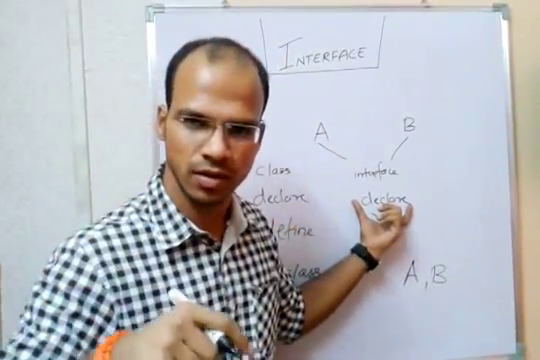 INTERFACE
A B
class interface
declare declare
define
A, B